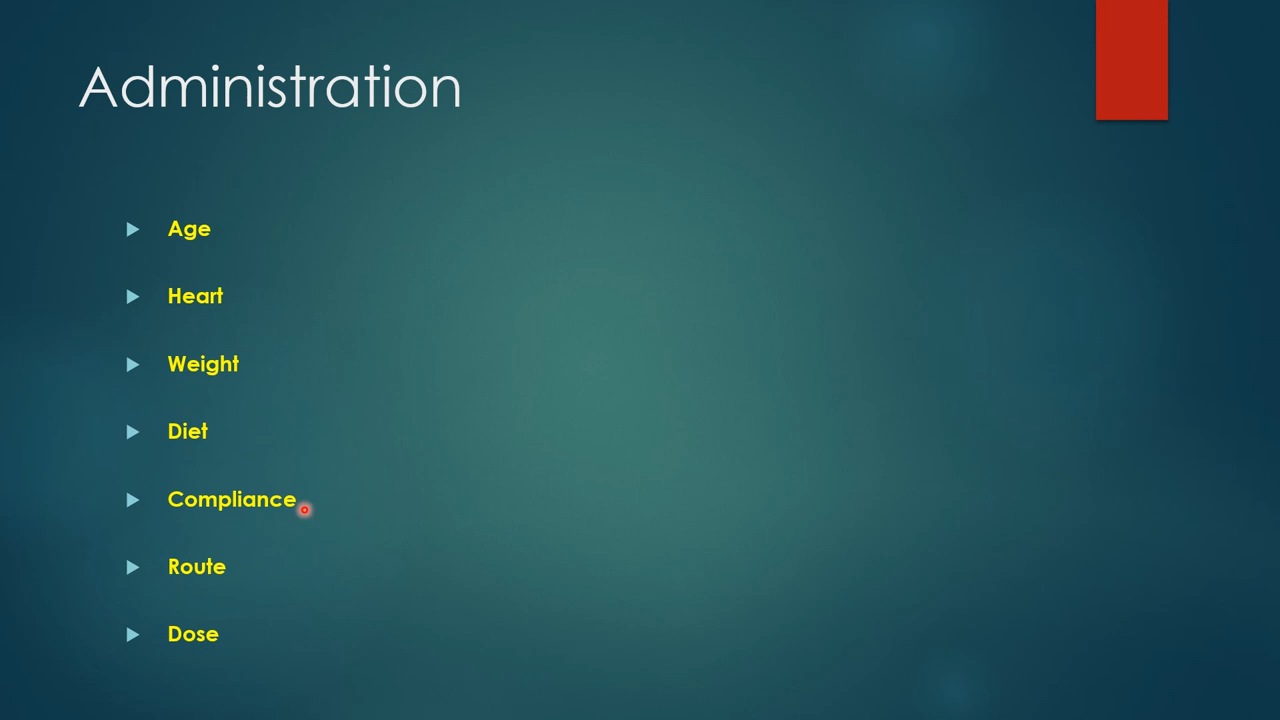 Administration
Age
Heart
Weight
Diet
Compliance
Route
Dose